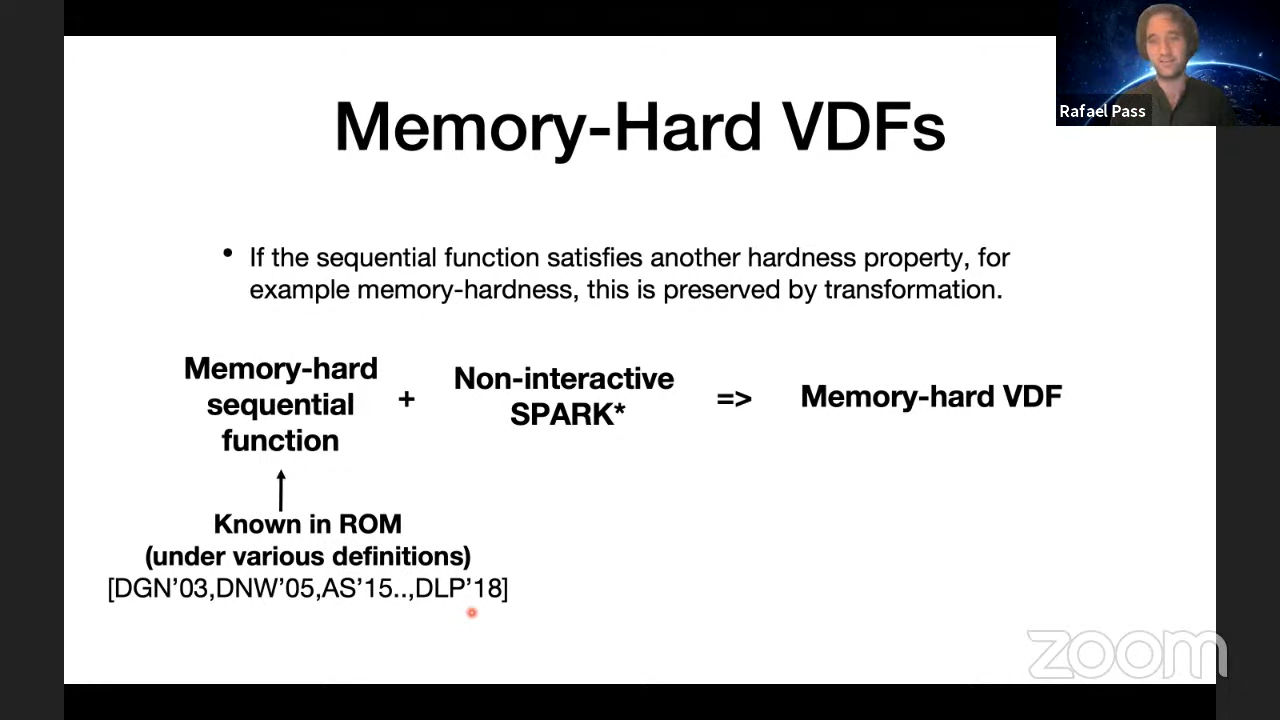 Memory-Hard VDFs
Rafael Pass
• If the sequential function satisfies another hardness property, for
example memory-hardness, this is preserved by transformation.
Memory-hard
sequential
function
+
Non-interactive
SPARK*
=>
Memory-hard VDF
Known in ROM
(under various definitions)
[DGN’03,DNW’05,AS’15..,DLP’18]
zoom